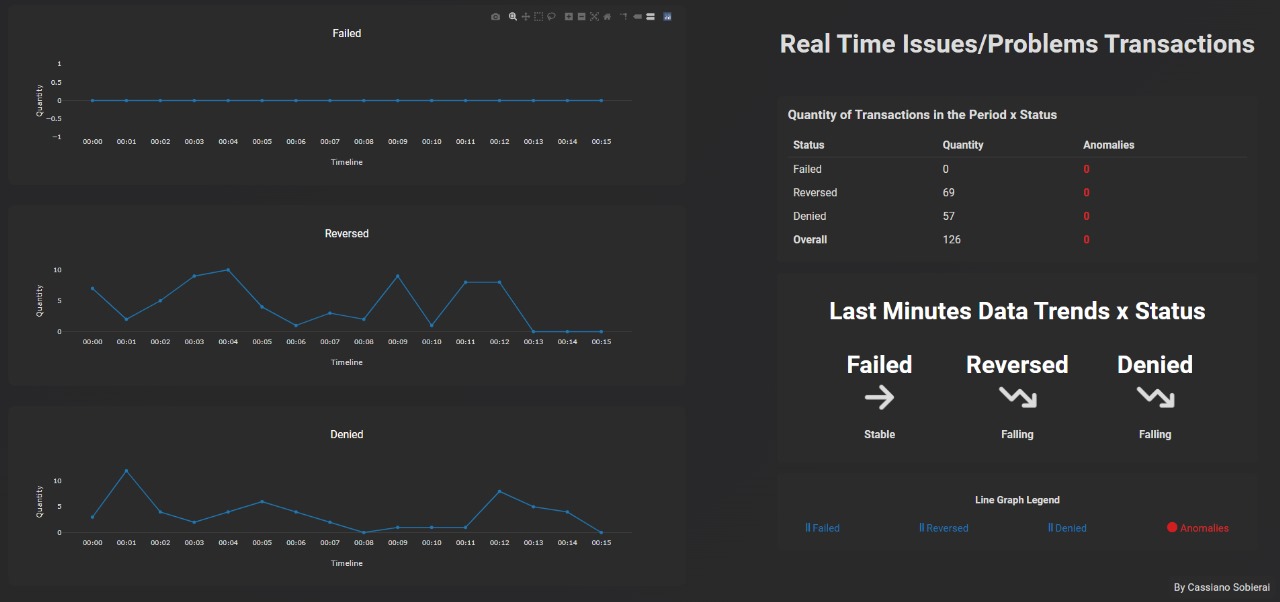 Failed
1
0.5
0
−0.5
−1
Quantity
00:00 00:01 00:02 00:03 00:04 00:05 00:06 00:07 00:08 00:09 00:10 00:11 00:12 00:13 00:14 00:15
Timeline
Reversed
10
5
0
Quantity
00:00 00:01 00:02 00:03 00:04 00:05 00:06 00:07 00:08 00:09 00:10 00:11 00:12 00:13 00:14 00:15
Timeline
Denied
10
5
0
Quantity
00:00 00:01 00:02 00:03 00:04 00:05 00:06 00:07 00:08 00:09 00:10 00:11 00:12 00:13 00:14 00:15
Timeline
Real Time Issues/Problems Transactions
Quantity of Transactions in the Period x Status
Status Quantity Anomalies
Failed 0 0
Reversed 69 0
Denied 57 0
Overall 126 0
Last Minutes Data Trends x Status
Failed Reversed Denied
Stable Falling Falling
Line Graph Legend
Failed Reversed Denied Anomalies
By Cassiano Sobierai